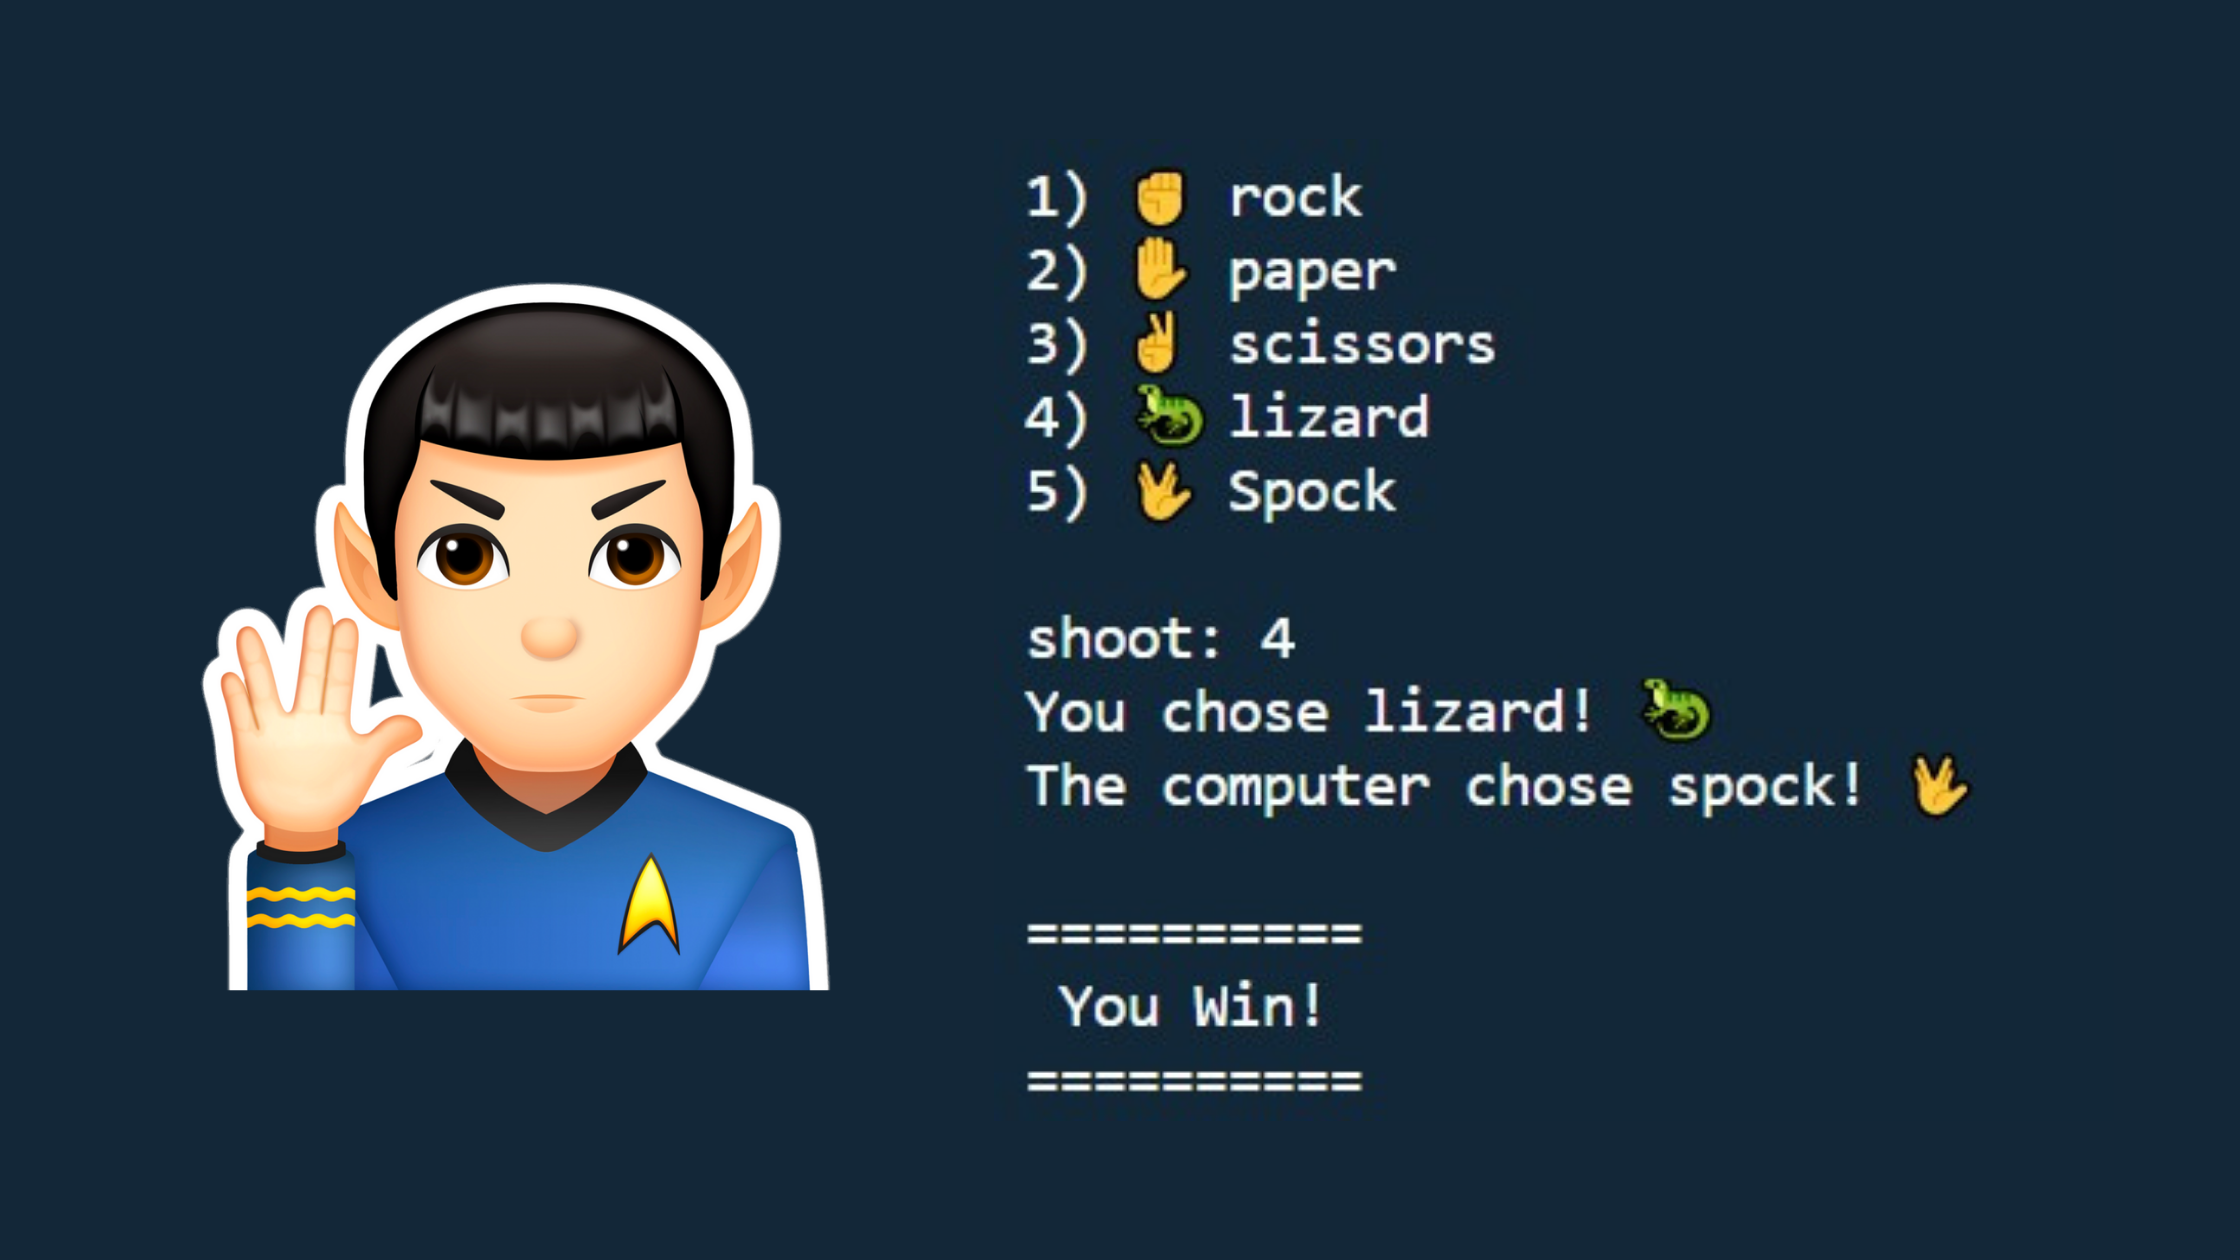 1) ✊ rock
2) ✋ paper
3) ✌ scissors
4) 🦎 lizard
5) 🖖 Spock
shoot: 4
You chose lizard! 🦎
The computer chose spock! 🖖
==========
You Win!
==========